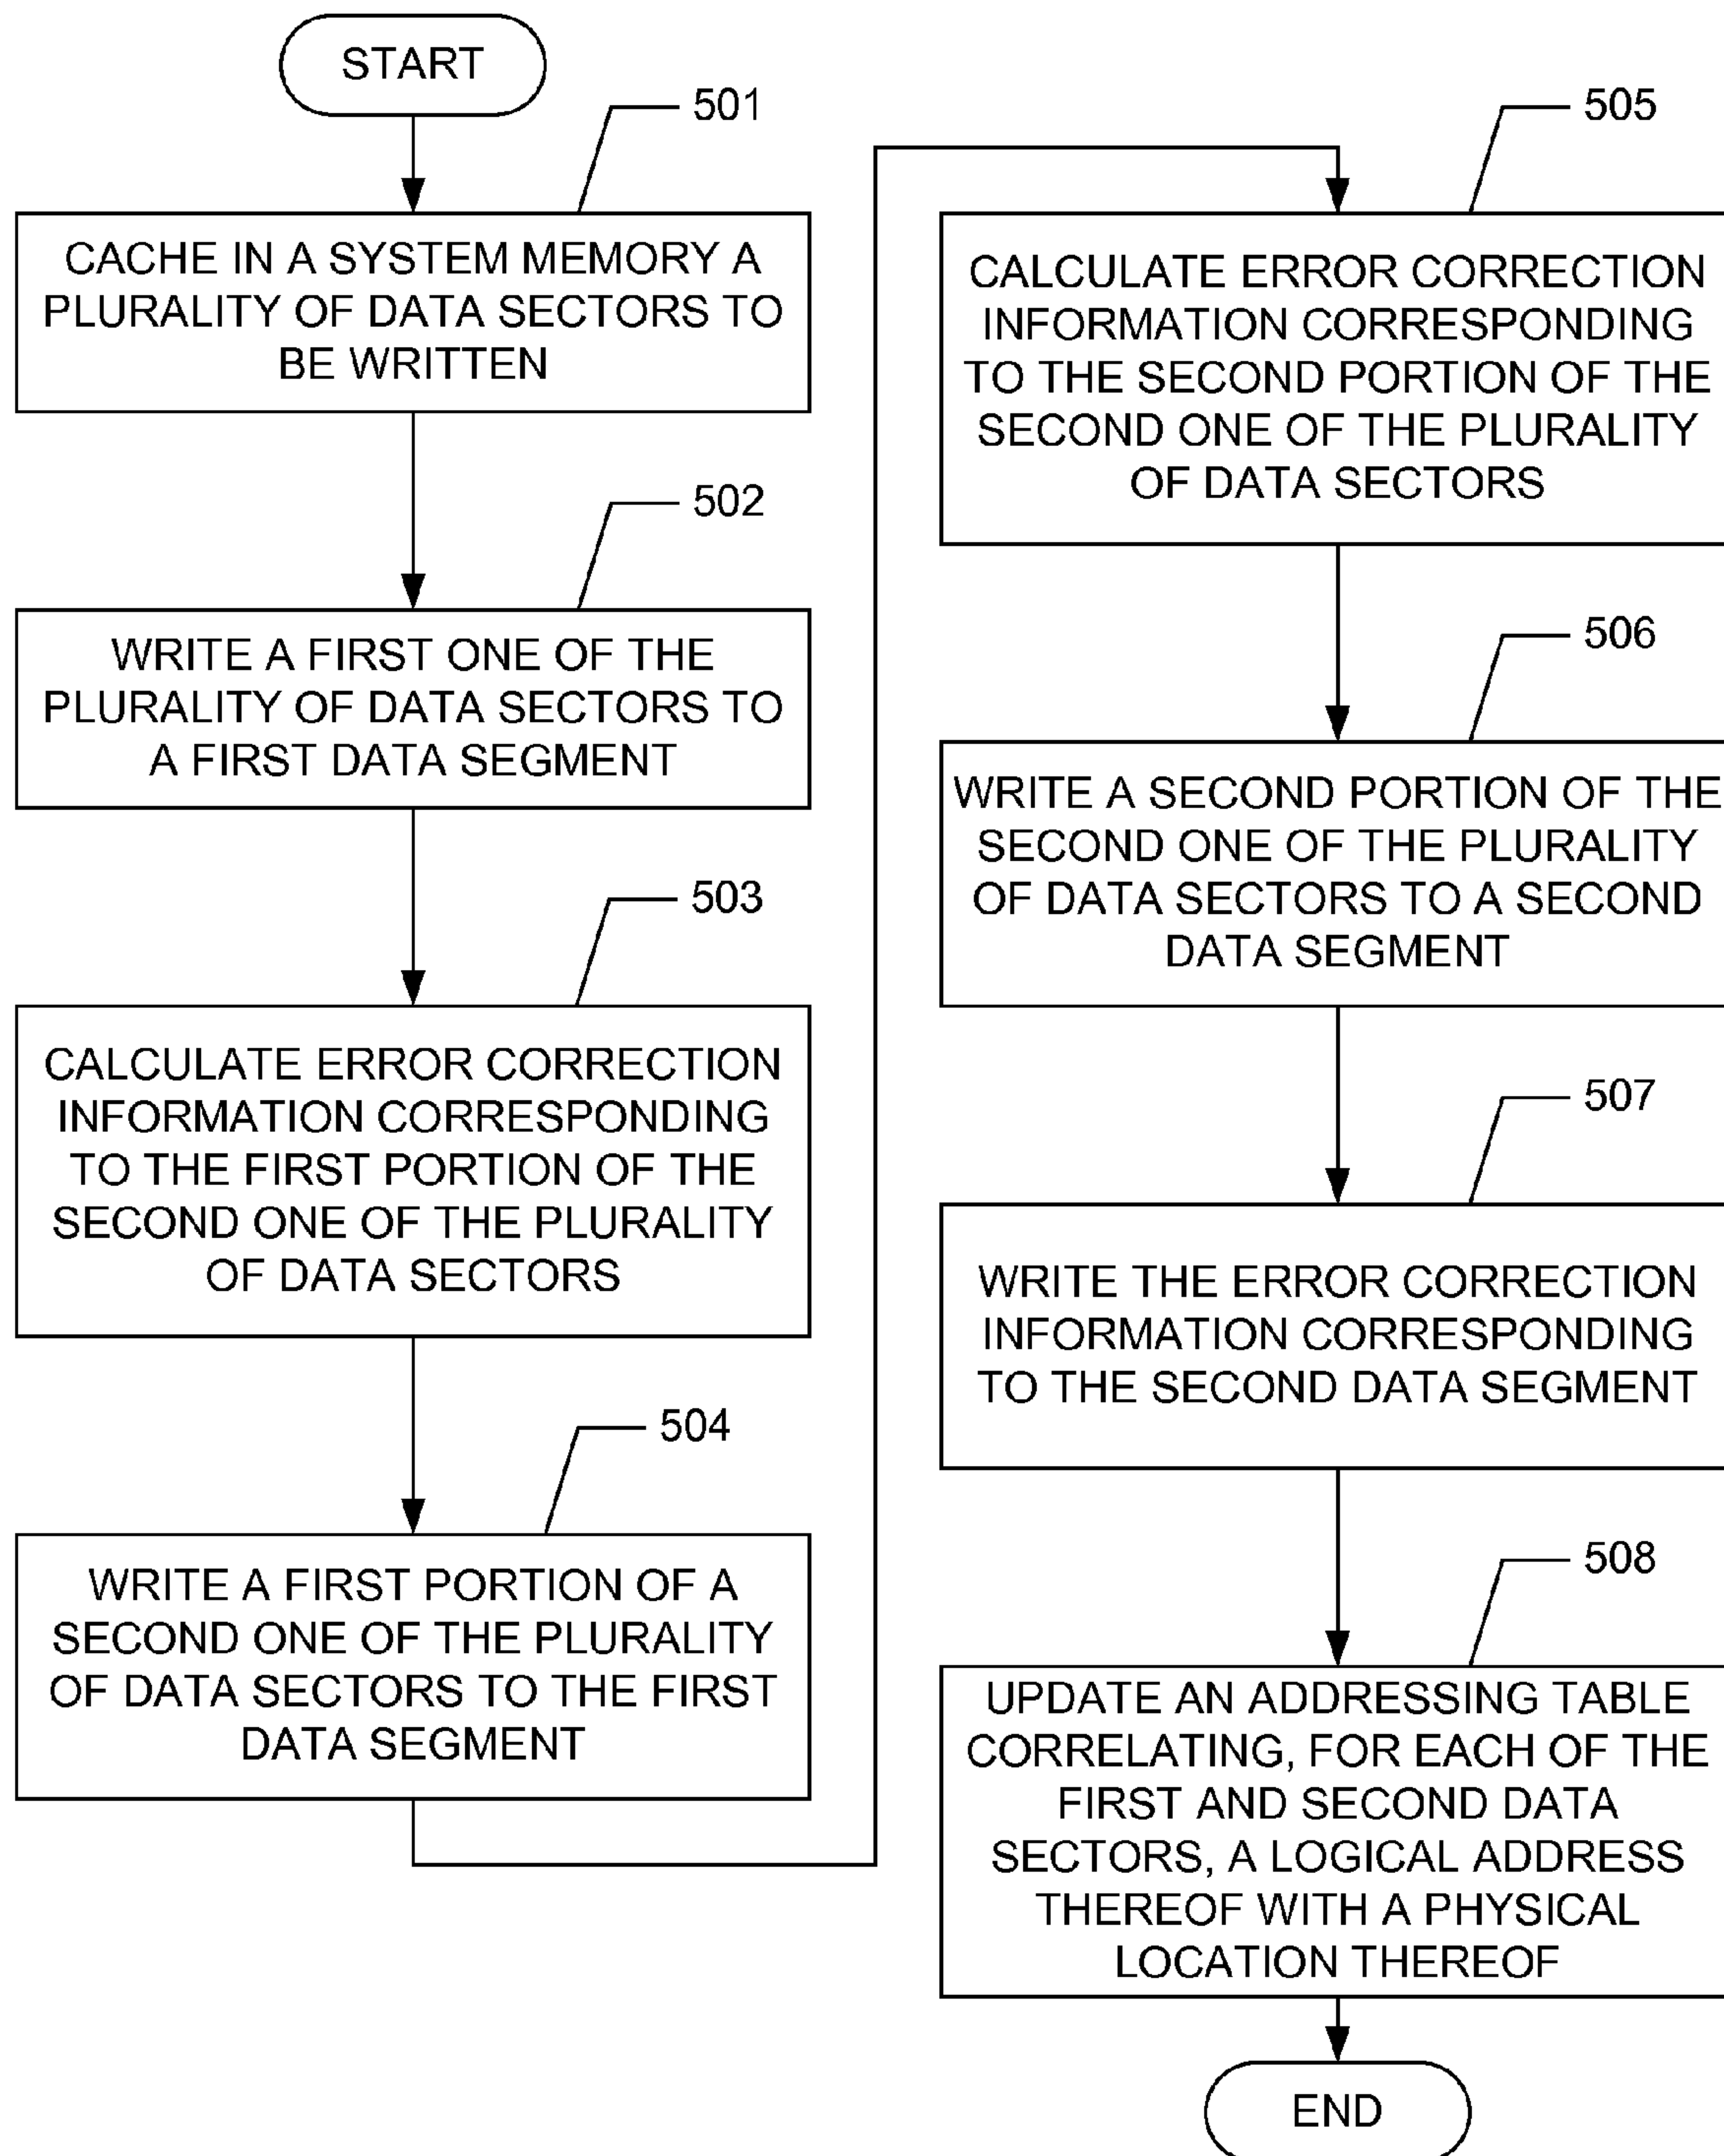 START
501
CACHE IN A SYSTEM MEMORY A
PLURALITY OF DATA SECTORS TO
BE WRITTEN
502
WRITE A FIRST ONE OF THE
PLURALITY OF DATA SECTORS TO
A FIRST DATA SEGMENT
503
CALCULATE ERROR CORRECTION
INFORMATION CORRESPONDING
TO THE FIRST PORTION OF THE
SECOND ONE OF THE PLURALITY
OF DATA SECTORS
504
WRITE A FIRST PORTION OF A
SECOND ONE OF THE PLURALITY
OF DATA SECTORS TO THE FIRST
DATA SEGMENT
505
CALCULATE ERROR CORRECTION
INFORMATION CORRESPONDING
TO THE SECOND PORTION OF THE
SECOND ONE OF THE PLURALITY
OF DATA SECTORS
506
WRITE A SECOND PORTION OF THE
SECOND ONE OF THE PLURALITY
OF DATA SECTORS TO A SECOND
DATA SEGMENT
507
WRITE THE ERROR CORRECTION
INFORMATION CORRESPONDING
TO THE SECOND DATA SEGMENT
508
UPDATE AN ADDRESSING TABLE
CORRELATING, FOR EACH OF THE
FIRST AND SECOND DATA
SECTORS, A LOGICAL ADDRESS
THEREOF WITH A PHYSICAL
LOCATION THEREOF
END